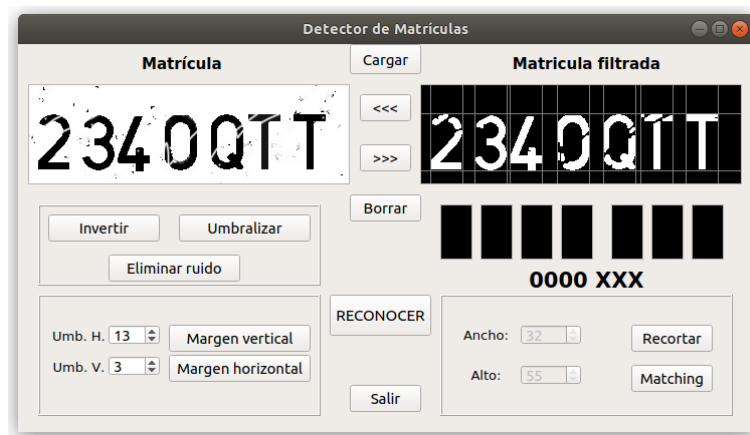 Detector de Matrículas
Matrícula
Cargar
Matricula filtrada
2340QTT
<<<
>>>
2340QTT
Borrar
Invertir
Umbralizar
Eliminar ruido
0000 XXX
RECONOCER
Umb. H. 13
Margen vertical
Umb. V. 3
Margen horizontal
Ancho: 32
Recortar
Alto: 55
Matching
Salir